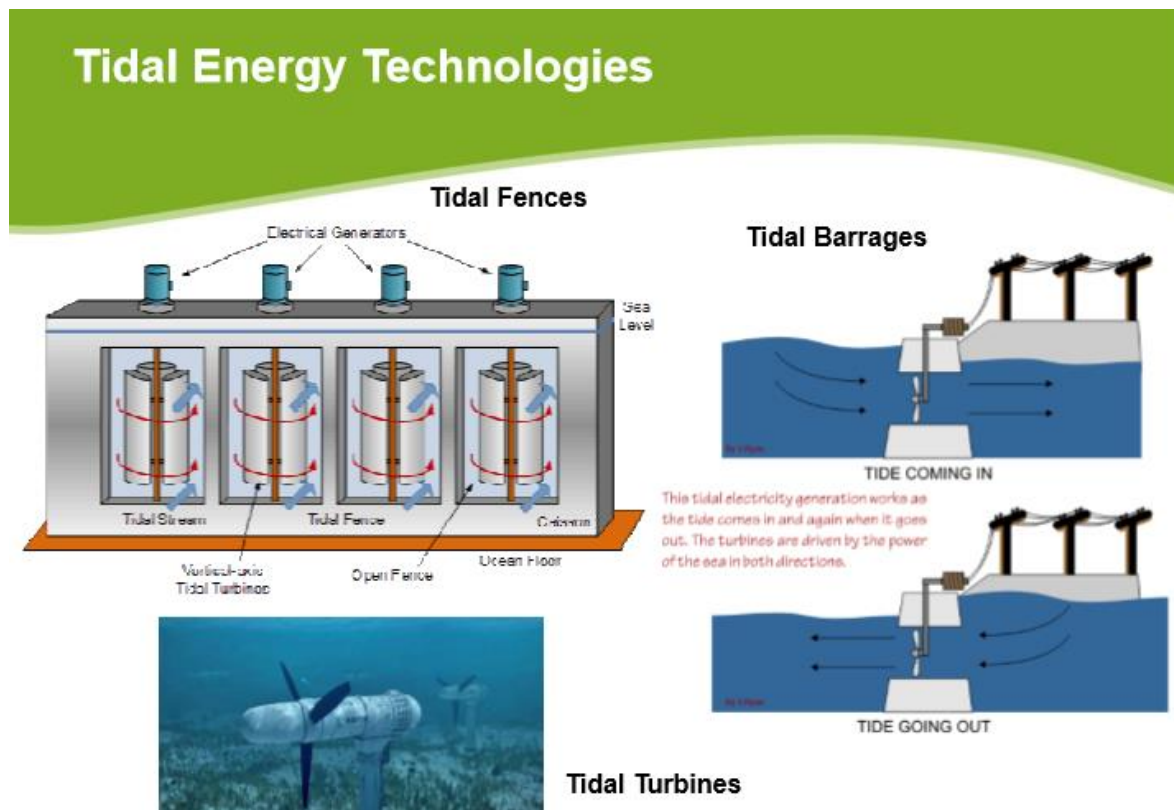 Tidal Energy Technologies
Tidal Fences
Electrical Generators
Sea
Level
Tidal Stream
Tidal Fence
Caisson
Vertical-axis
Tidal Turbines
Open Fence
Ocean Floor
Tidal Barrages
TIDE COMING IN
This tidal electricity generation works as
the tide comes in and again when it goes
out. The turbines are driven by the power
of the sea in both directions.
TIDE GOING OUT
Tidal Turbines